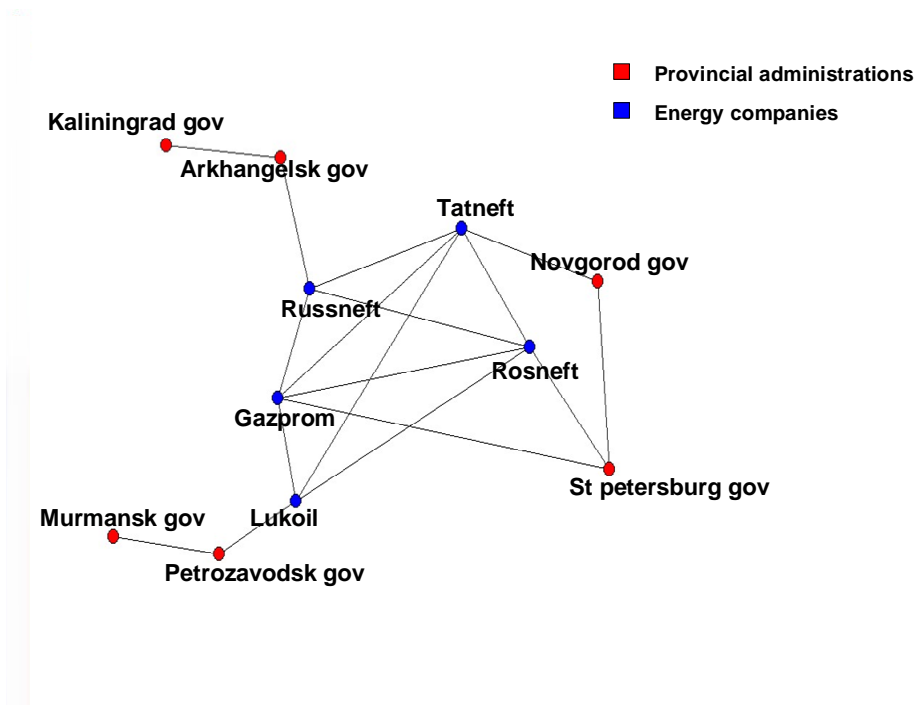 Provincial administrations
Energy companies
Kaliningrad gov
Arkhangelsk gov
Tatneft
Novgorod gov
Russneft
Rosneft
Gazprom
St petersburg gov
Murmansk gov
Lukoil
Petrozavodsk gov